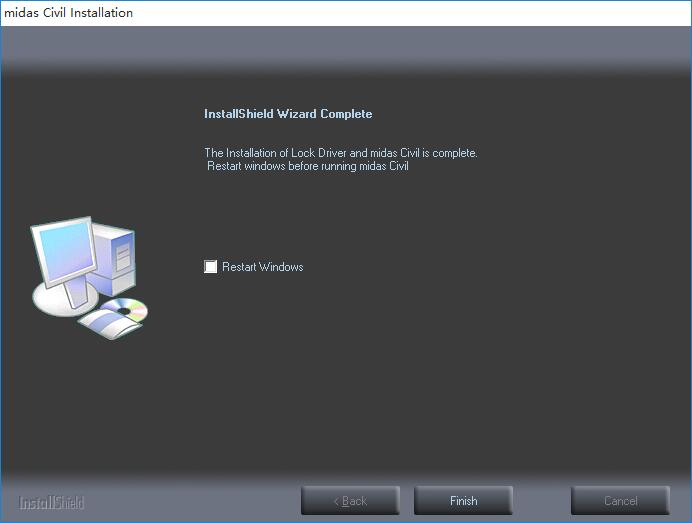 midas Civil Installation
InstallShield Wizard Complete
The Installation of Lock Driver and midas Civil is complete.
Restart windows before running midas Civil
Restart Windows
InstallShield
< Back
Finish
Cancel